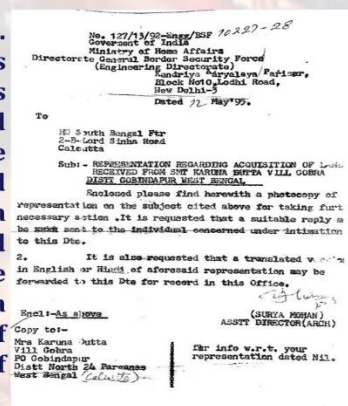 No. 127/13/92-Engg/BSF 10227-28
Goverment of India
Ministry of Home Affairs
Directorate General Border Security Force
(Engineering Directorate)
Kendriya Parisar,
Block No10, Lodhi Road,
New Delhi-3
Dated 12 May'95.
To
HQ South Bengal Ftr
2-B-Lord Sinha Road
Calcutta
Sub:- REPRESENTATION REGARDING ACQUISITION OF Land
RECEIVED FROM SMT KARUNA DUTTA VILL GOBRA
DISTT GOBINDAPUR WEST BENGAL
Enclosed please find herewith a photocopy of
representation on the subject cited above for taking furt
necessary action .It is requested that a suitable reply m
be sent to the individual concerned under intimation
to this Dte.
2. It is also requested that a translated
in English or Hindi of aforesaid representation may be
forwarded to this Dte for record in this Office.
Encl:-As above
(SURYA MOHAN)
ASSTT DIRECTOR(ARCH)
Copy to:-
Mrs Karuna Dutta
Vill Gobra
PO Gobindapur
Distt North 24 Parganas
West Bengal (Calcutta)
for info w.r.t. your
representation dated Nil.